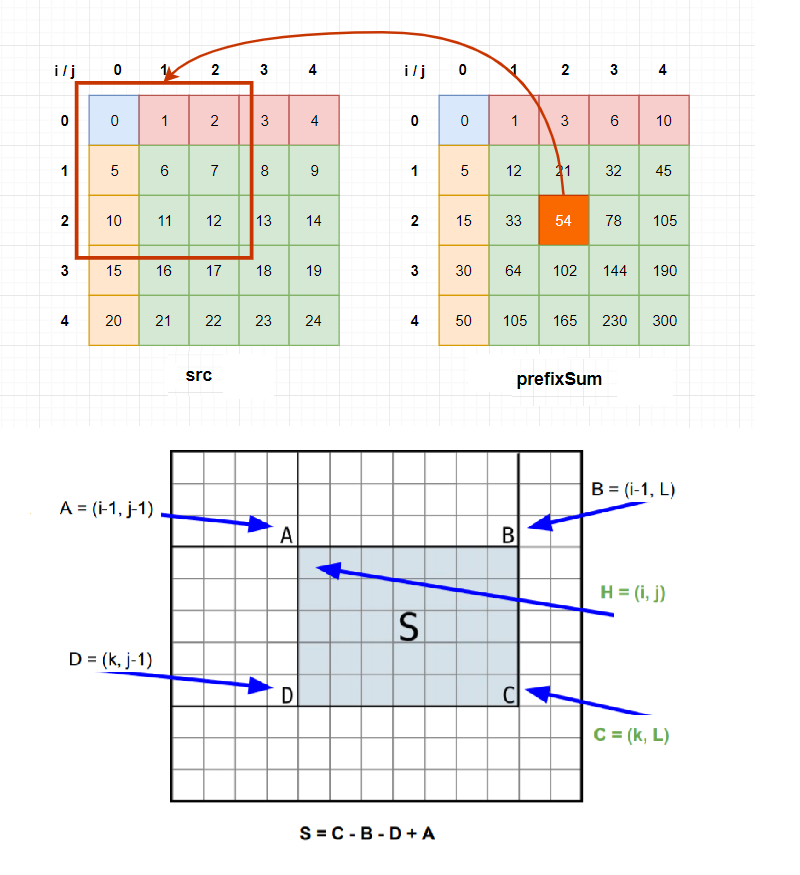 i / j 0 1 2 3 4 i / j 0 1 2 3 4
0 0 1 2 3 4 0 0 1 3 6 10
1 5 6 7 8 9 1 5 12 21 32 45
2 10 11 12 13 14 2 15 33 54 78 105
3 15 16 17 18 19 3 30 64 102 144 190
4 20 21 22 23 24 4 50 105 165 230 300
src prefixSum
B = (i-1, L)
A = (i-1, j-1)
A B
H = (i, j)
S
D = (k, j-1)
D C
C = (k, L)
S = C - B - D + A